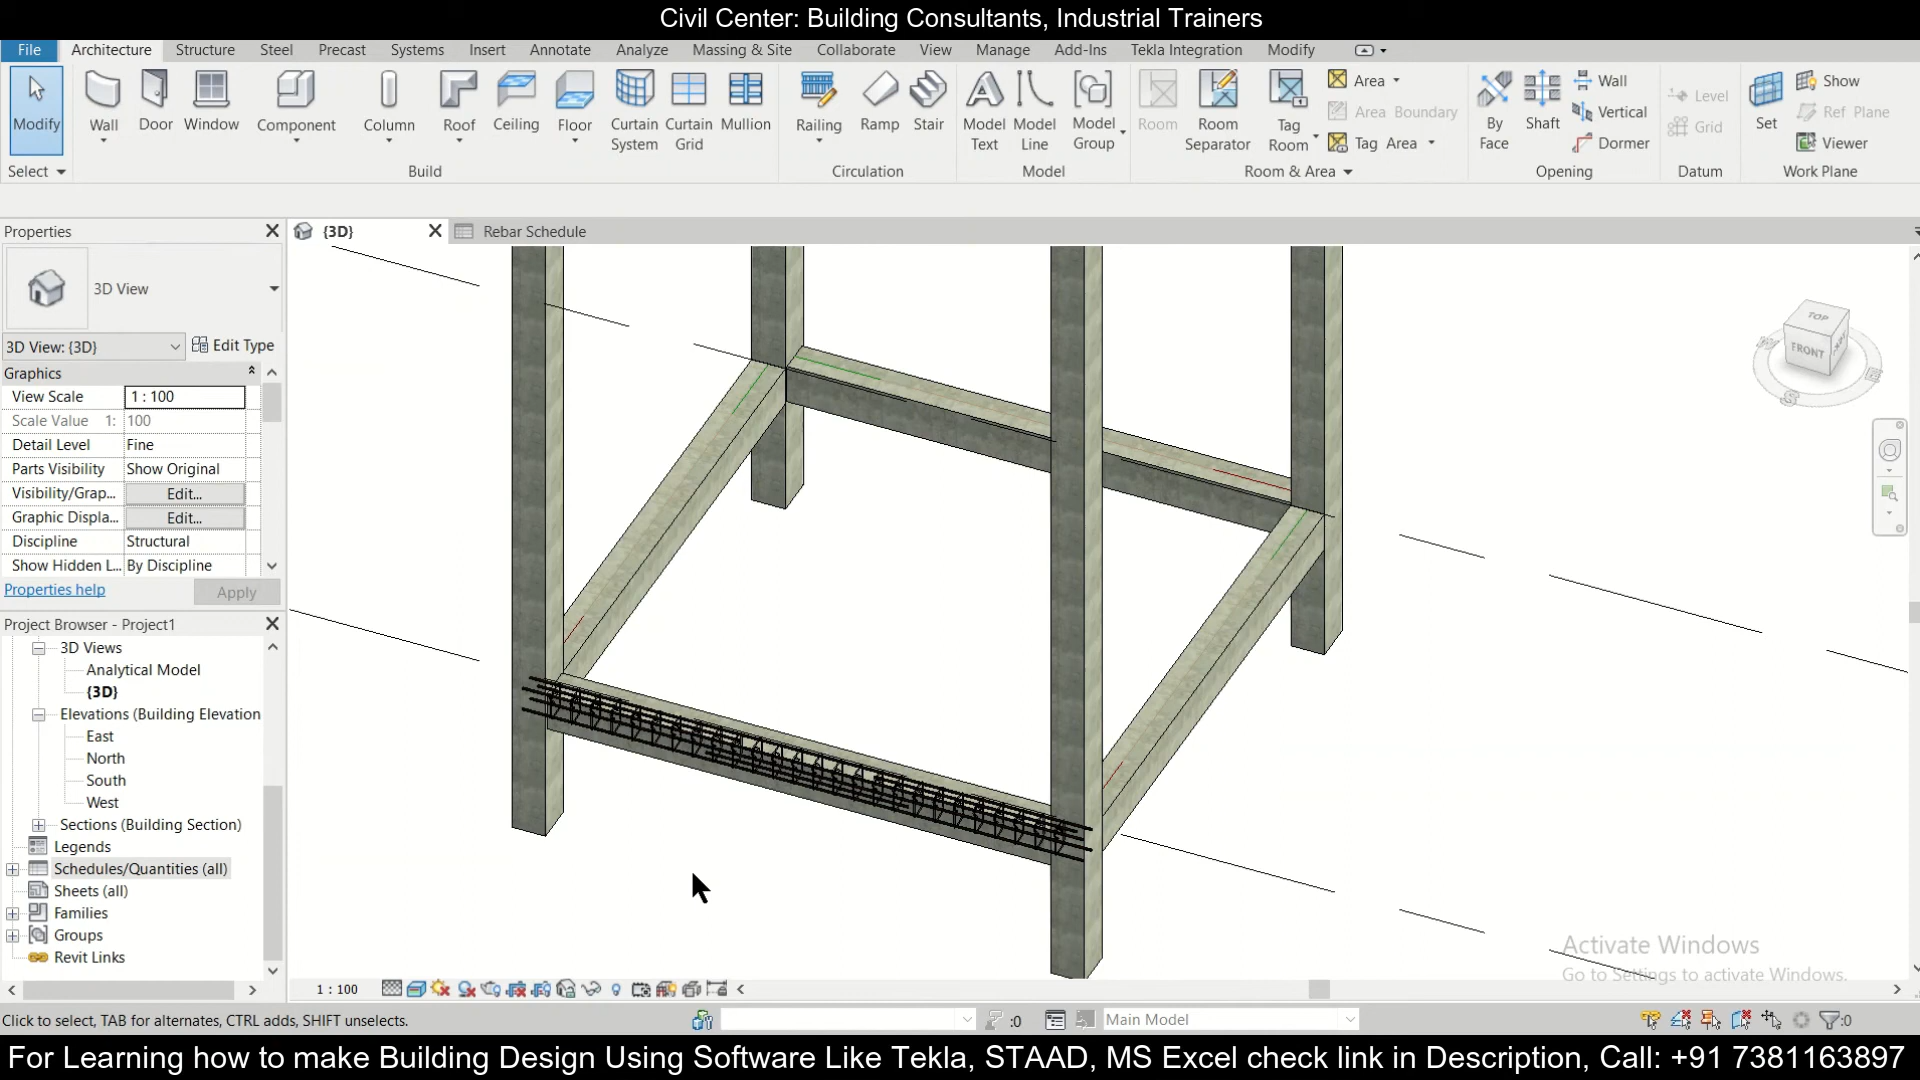 Civil Center: Building Consultants, Industrial Trainers
File Architecture Structure Steel Precast Systems Insert Annotate Analyze Massing & Site Collaborate View Manage Add-Ins Tekla Integration Modify
Modify Wall Door Window Component Column Roof Ceiling Floor Curtain System Curtain Grid Mullion Railing Ramp Stair Model Text Model Line Model Group Room Room Separator Tag Room Area Area Boundary Tag Area By Face Shaft Wall Vertical Dormer Level Grid Set Show Ref Plane Viewer
Select Build Circulation Model Room & Area Opening Datum Work Plane
Properties
{3D} Rebar Schedule
3D View
3D View: {3D} Edit Type
Graphics
View Scale 1 : 100
Scale Value 1: 100
Detail Level Fine
Parts Visibility Show Original
Visibility/Grap... Edit...
Graphic Displa... Edit...
Discipline Structural
Show Hidden L... By Discipline
Properties help Apply
Project Browser - Project1
3D Views
Analytical Model
{3D}
Elevations (Building Elevation
East
North
South
West
Sections (Building Section)
Legends
Schedules/Quantities (all)
Sheets (all)
Families
Groups
Revit Links
TOP
FRONT
S
E
Activate Windows
Go to Settings to activate Windows.
1 : 100
Click to select, TAB for alternates, CTRL adds, SHIFT unselects. :0 Main Model :0
For Learning how to make Building Design Using Software Like Tekla, STAAD, MS Excel check link in Description, Call: +91 7381163897